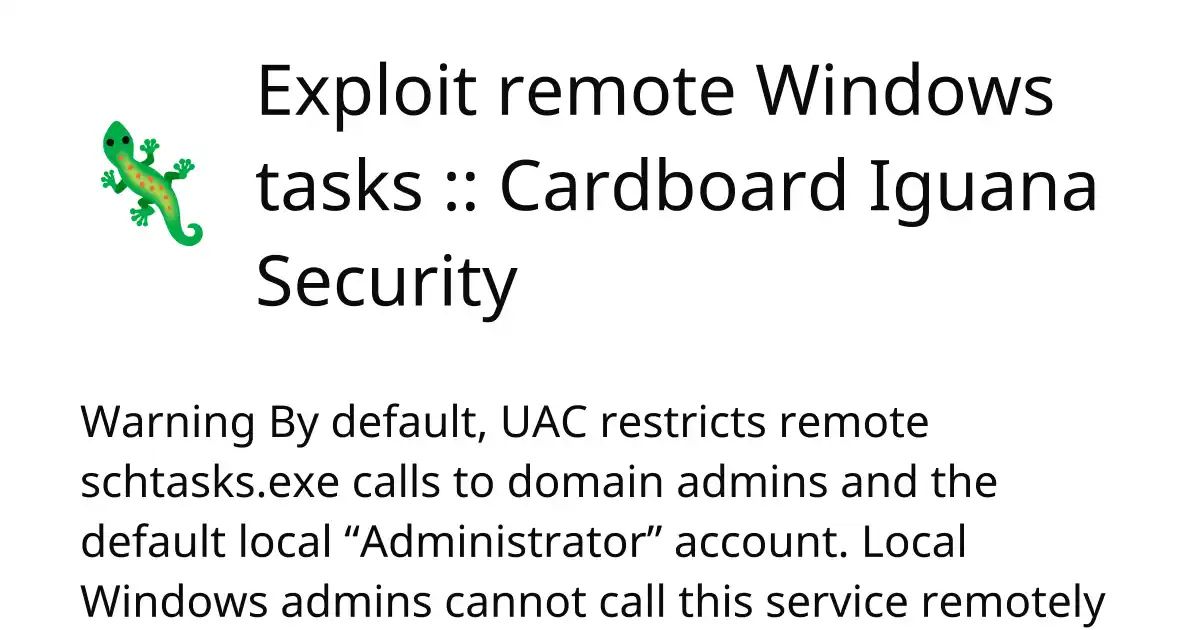 Exploit remote Windows
tasks :: Cardboard Iguana
Security
Warning By default, UAC restricts remote
schtasks.exe calls to domain admins and the
default local “Administrator” account. Local
Windows admins cannot call this service remotely